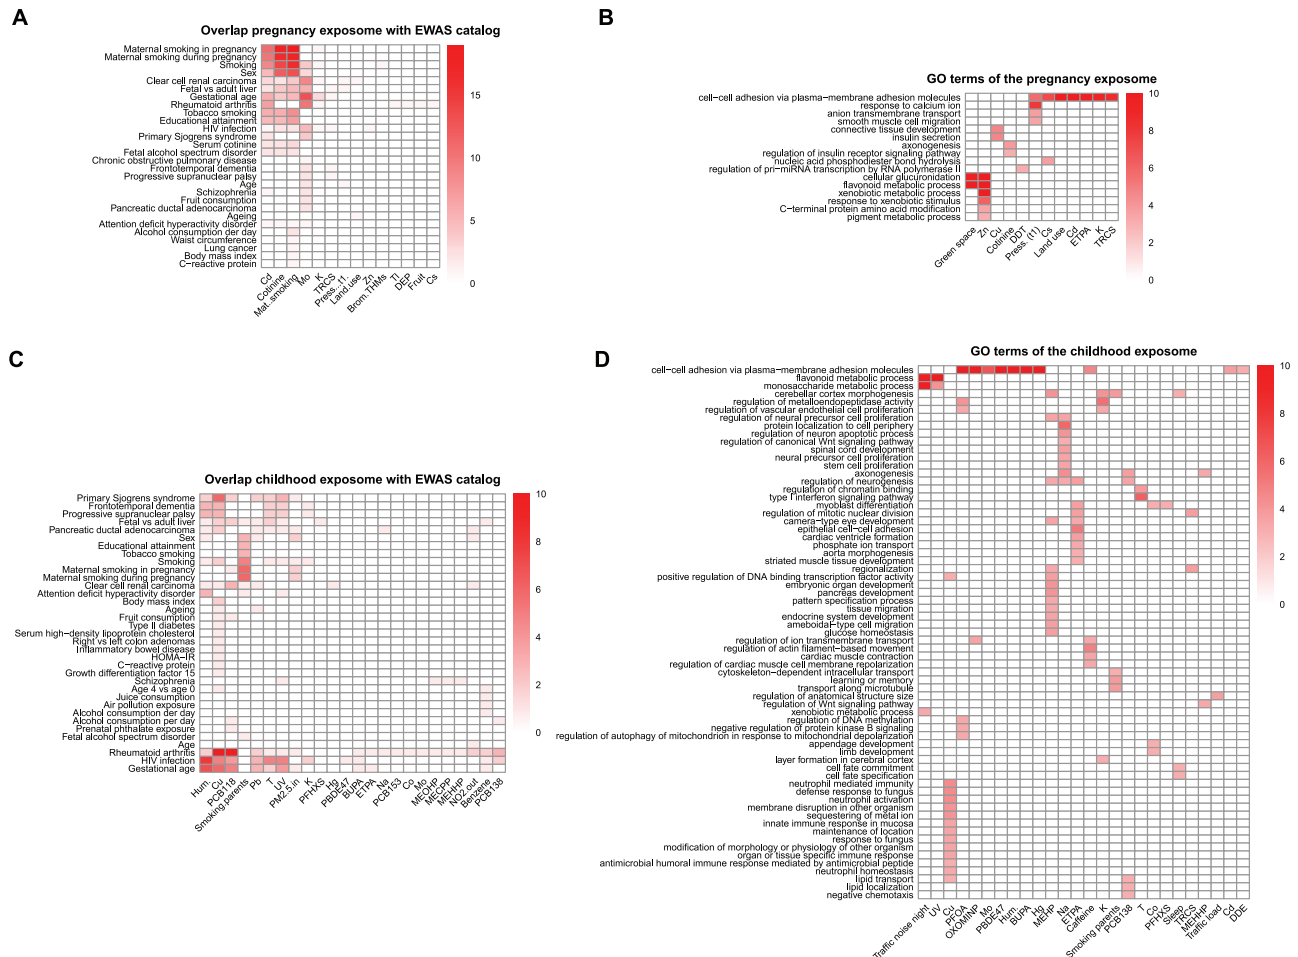 A
Overlap pregnancy exposome with EWAS catalog
Maternal smoking in pregnancy
Maternal smoking during pregnancy
Smoking
Sex
Clear cell renal carcinoma
Fetal vs adult liver
Gestational age
Rheumatoid arthritis
Tobacco smoking
Educational attainment
HIV infection
Primary Sjogrens syndrome
Serum cotinine
Fetal alcohol spectrum disorder
Chronic obstructive pulmonary disease
Frontotemporal dementia
Progressive supranuclear palsy
Age
Schizophrenia
Fruit consumption
Pancreatic ductal adenocarcinoma
Ageing
Attention deficit hyperactivity disorder
Alcohol consumption per day
Waist circumference
Lung cancer
Body mass index
C−reactive protein
Cd
Cotinine
Mat..smoking
Mo
K
TRCS
Press...t1.
Land.use
Zn
Brom.THMs
Tl
DEP
Fruit
Cs
15
10
5
0
B
GO terms of the pregnancy exposome
cell−cell adhesion via plasma−membrane adhesion molecules
response to calcium ion
anion transmembrane transport
smooth muscle cell migration
connective tissue development
insulin secretion
axonogenesis
regulation of insulin receptor signaling pathway
nucleic acid phosphodiester bond hydrolysis
regulation of pri−miRNA transcription by RNA polymerase II
cellular glucuronidation
flavonoid metabolic process
xenobiotic metabolic process
response to xenobiotic stimulus
C−terminal protein amino acid modification
pigment metabolic process
Green space
Zn
Cu
Cotinine
DDT
Press. (t1)
Cs
Land use
Cd
ETPA
K
TRCS
10
8
6
4
2
0
C
Overlap childhood exposome with EWAS catalog
Primary Sjogrens syndrome
Frontotemporal dementia
Progressive supranuclear palsy
Fetal vs adult liver
Pancreatic ductal adenocarcinoma
Sex
Educational attainment
Tobacco smoking
Smoking
Maternal smoking in pregnancy
Maternal smoking during pregnancy
Clear cell renal carcinoma
Attention deficit hyperactivity disorder
Body mass index
Ageing
Fruit consumption
Type II diabetes
Serum high−density lipoprotein cholesterol
Right vs left colon adenomas
Inflammatory bowel disease
HOMA−IR
C−reactive protein
Growth differentiation factor 15
Schizophrenia
Age 4 vs age 0
Juice consumption
Air pollution exposure
Alcohol consumption per day
Alcohol consumption per day
Prenatal phthalate exposure
Fetal alcohol spectrum disorder
Age
Rheumatoid arthritis
HIV infection
Gestational age
Hum.
Cu
PCB118
Smoking.parents
Pb
T
UV
PM2.5.in
K
PFHXS
Hg
PBDE47
BUPA
ETPA
Na
PCB153
Co
Mo
MEOHP
MECPP
MEHHP
NO2.out
Benzene
PCB138
10
8
6
4
2
0
D
GO terms of the childhood exposome
cell−cell adhesion via plasma−membrane adhesion molecules
flavonoid metabolic process
monosaccharide metabolic process
cerebellar cortex morphogenesis
regulation of metalloendopeptidase activity
regulation of vascular endothelial cell proliferation
regulation of neural precursor cell proliferation
protein localization to cell periphery
regulation of neuron apoptotic process
regulation of canonical Wnt signaling pathway
spinal cord development
neural precursor cell proliferation
stem cell proliferation
axonogenesis
regulation of neurogenesis
regulation of chromatin binding
type I interferon signaling pathway
myoblast differentiation
regulation of mitotic nuclear division
camera−type eye development
epithelial cell−cell adhesion
cardiac ventricle formation
phosphate ion transport
aorta morphogenesis
striated muscle tissue development
regionalization
positive regulation of DNA binding transcription factor activity
embryonic organ development
pancreas development
pattern specification process
tissue migration
endocrine system development
ameboidal−type cell migration
glucose homeostasis
regulation of ion transmembrane transport
regulation of actin filament−based movement
cardiac muscle contraction
regulation of cardiac muscle cell membrane repolarization
cytoskeleton−dependent intracellular transport
learning or memory
transport along microtubule
regulation of anatomical structure size
regulation of Wnt signaling pathway
xenobiotic metabolic process
regulation of DNA methylation
negative regulation of protein kinase B signaling
regulation of autophagy of mitochondrion in response to mitochondrial depolarization
appendage development
limb development
layer formation in cerebral cortex
cell fate commitment
cell fate specification
neutrophil mediated immunity
defense response to fungus
neutrophil activation
membrane disruption in other organism
sequestering of metal ion
innate immune response in mucosa
maintenance of location
response to fungus
modification of morphology or physiology of other organism
organ or tissue specific immune response
antimicrobial humoral immune response mediated by antimicrobial peptide
neutrophil homeostasis
lipid transport
lipid localization
negative chemotaxis
Traffic noise night
UV
Cu
PFOA
OXOMINP
Mo
PBDE47
Hum.
BUPA
Hg
MEHP
Na
ETPA
Caffeine
K
Smoking parents
PCB138
T
Co
PFHXS
Sleep
TRCS
MEHHP
Traffic load
Cd
DDE
10
8
6
4
2
0